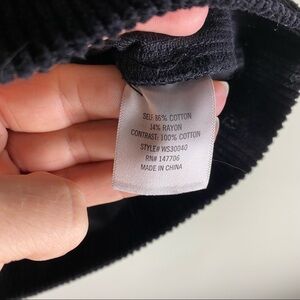 SELF: 86% COTTON
14% RAYON
CONTRAST: 100% COTTON
STYLE# WS30040
RN# 147706
MADE IN CHINA